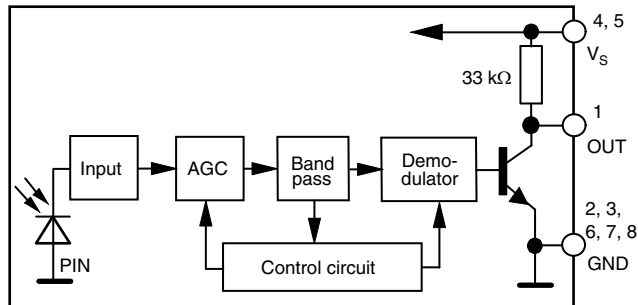 4, 5
VS
33 kΩ
1
OUT
Input
AGC
Band
pass
Demo-
dulator
2, 3,
6, 7, 8
GND
PIN
Control circuit